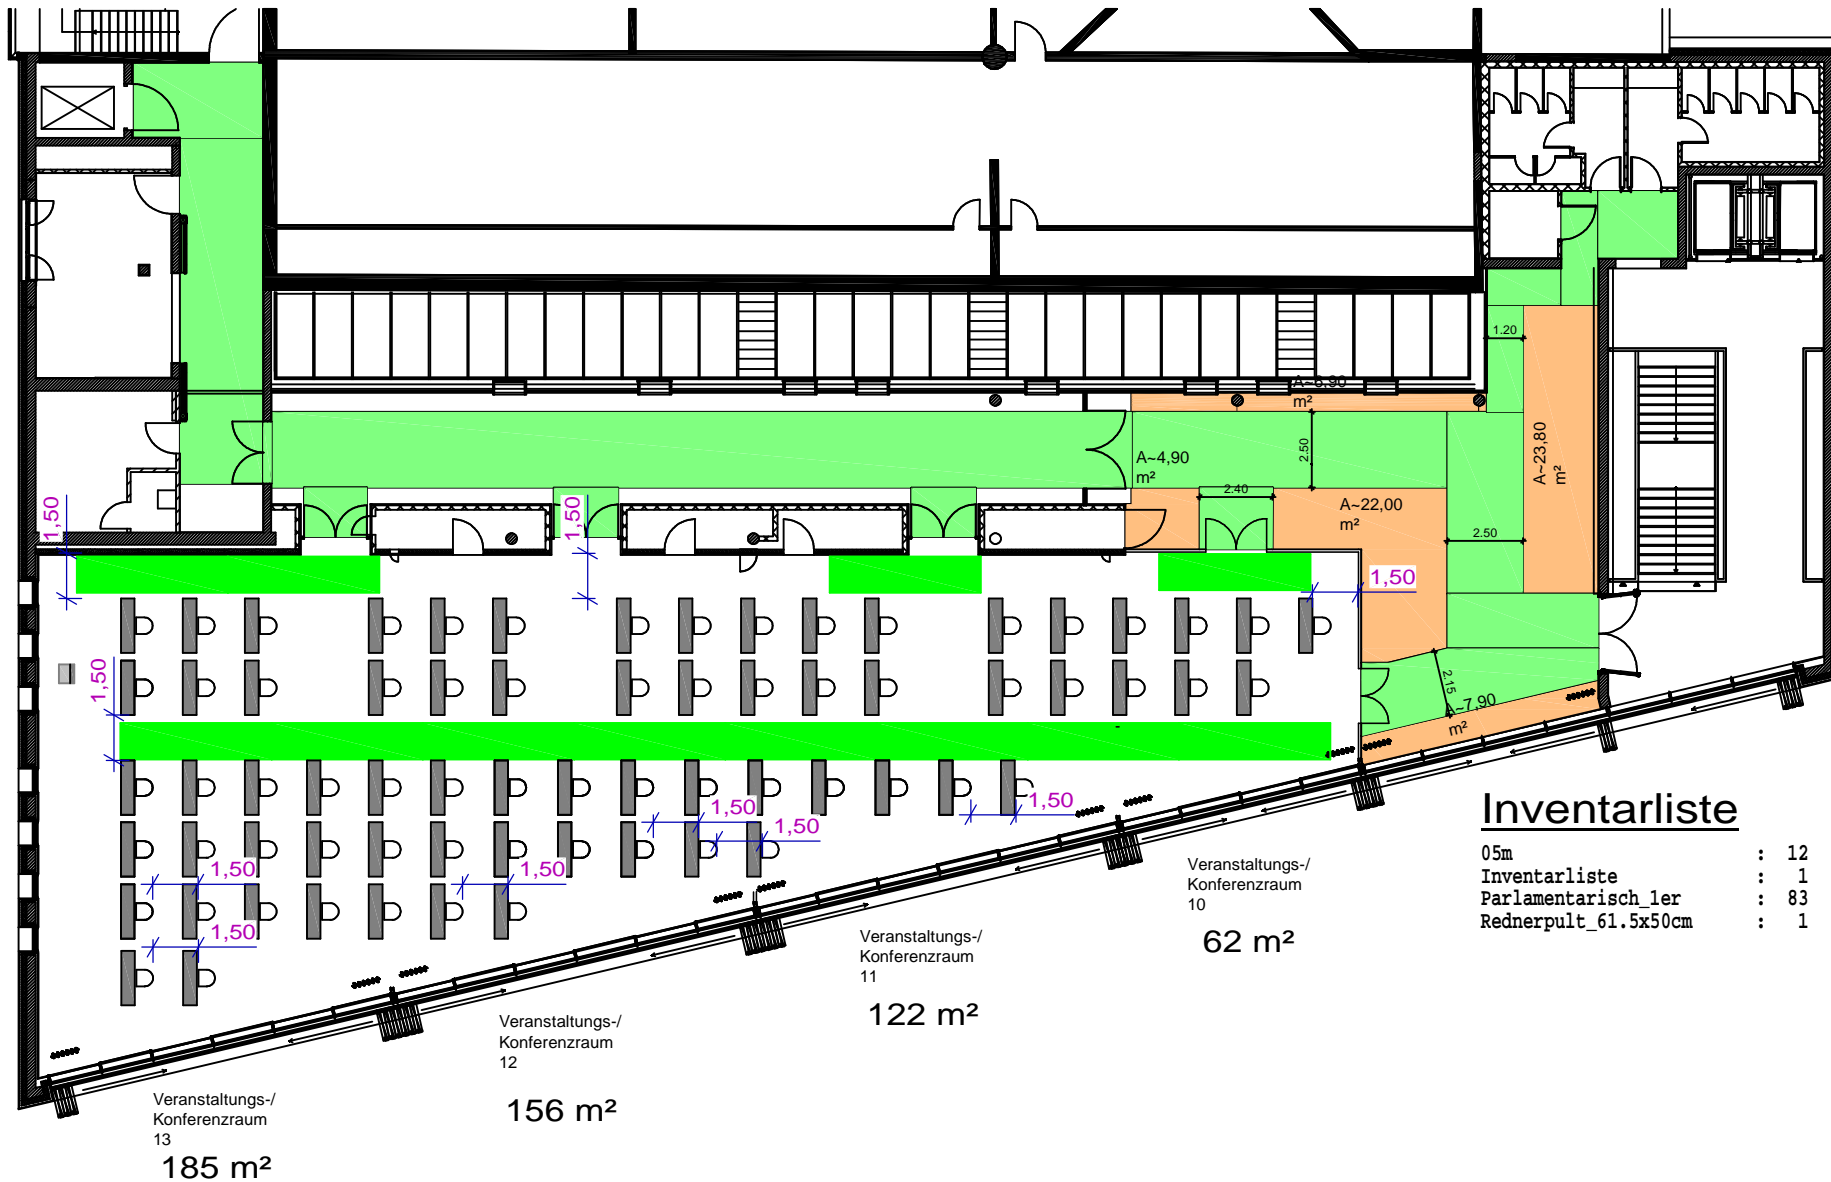 1.20
A~6,90
m²
2.50
A~4,90
m²
A~23,80
m²
2.40
A~22,00
m²
2.50
1,50
1,50
1,50
1,50
2.15
A~7,90
m²
1,50
1,50
1,50
1,50
1,50
1,50
Inventarliste
05m : 12
Inventarliste : 1
Parlamentarisch_1er : 83
Rednerpult_61.5x50cm : 1
Veranstaltungs-/
Konferenzraum
10
62 m²
Veranstaltungs-/
Konferenzraum
11
122 m²
Veranstaltungs-/
Konferenzraum
12
156 m²
Veranstaltungs-/
Konferenzraum
13
185 m²